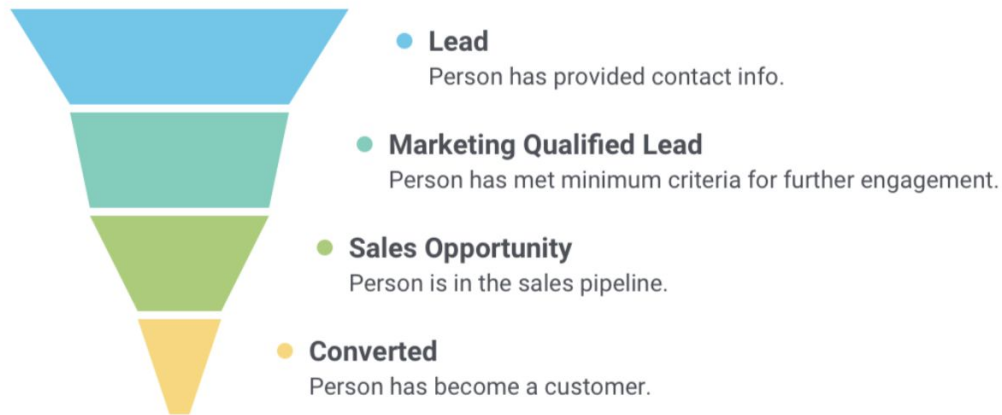 Lead
Person has provided contact info.
Marketing Qualified Lead
Person has met minimum criteria for further engagement.
Sales Opportunity
Person is in the sales pipeline.
Converted
Person has become a customer.